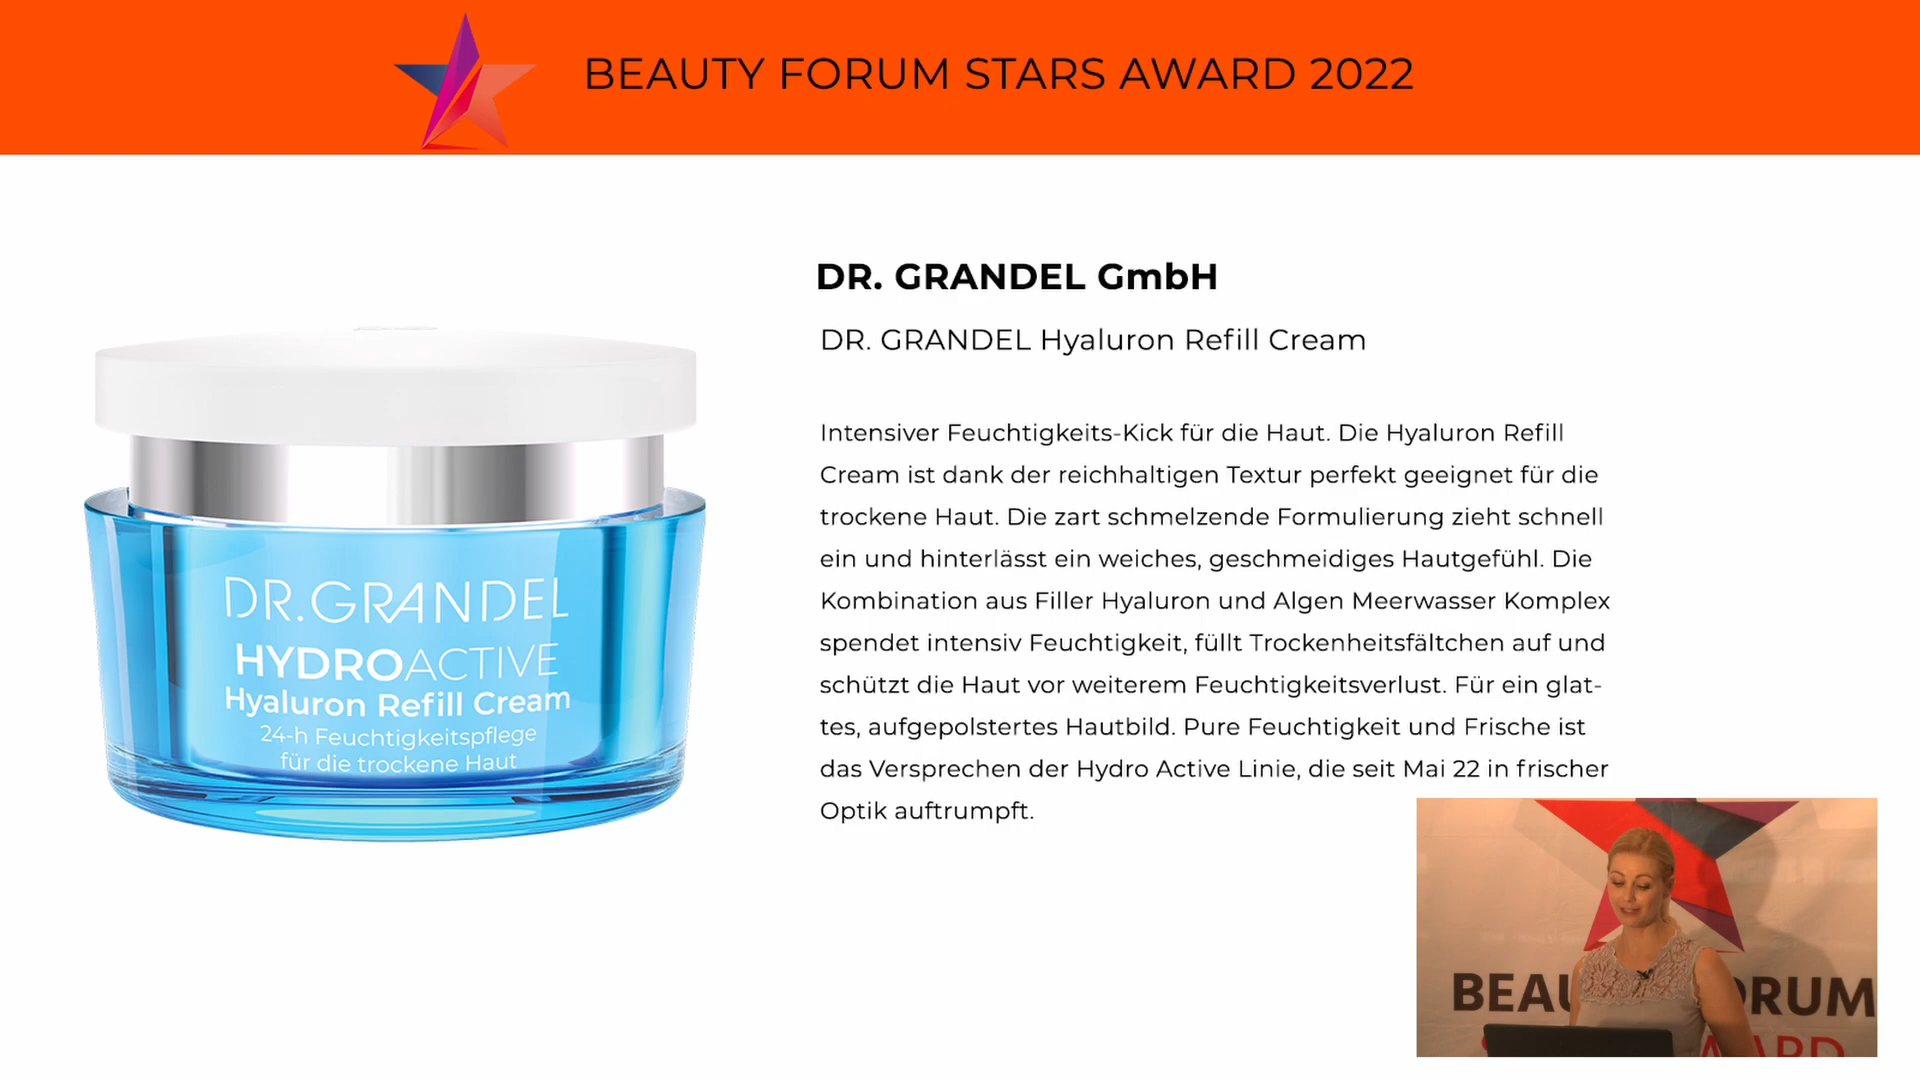 BEAUTY FORUM STARS AWARD 2022
DR. GRANDEL GmbH
DR. GRANDEL Hyaluron Refill Cream
Intensiver Feuchtigkeits-Kick für die Haut. Die Hyaluron Refill
Cream ist dank der reichhaltigen Textur perfekt geeignet für die
trockene Haut. Die zart schmelzende Formulierung zieht schnell
ein und hinterlässt ein weiches, geschmeidiges Hautgefühl. Die
Kombination aus Filler Hyaluron und Algen Meerwasser Komplex
spendet intensiv Feuchtigkeit, füllt Trockenheitsfältchen auf und
schützt die Haut vor weiterem Feuchtigkeitsverlust. Für ein glat-
tes, aufgepolstertes Hautbild. Pure Feuchtigkeit und Frische ist
das Versprechen der Hydro Active Linie, die seit Mai 22 in frischer
Optik auftrumpft.
DR.GRANDEL
HYDROACTIVE
Hyaluron Refill Cream
24-h Feuchtigkeitspflege
für die trockene Haut